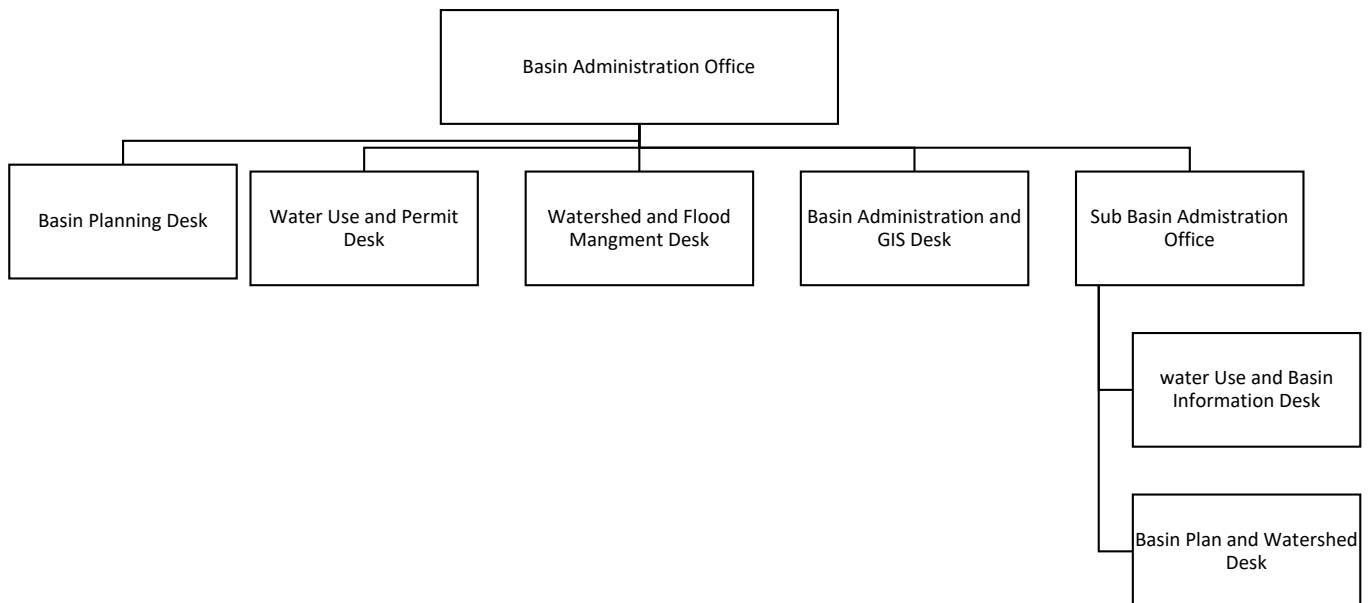 Basin Administration Office
Basin Planning Desk
Water Use and Permit
Desk
Watershed and Flood
Mangment Desk
Basin Administration and
GIS Desk
Sub Basin Admistration
Office
water Use and Basin
Information Desk
Basin Plan and Watershed
Desk